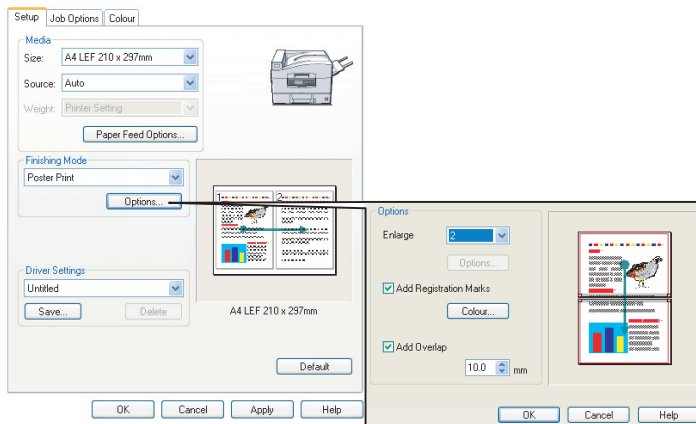 Setup Job Options Colour
Media
Size: A4 LEF 210 x 297mm
Source: Auto
Weight: Printer Setting
Paper Feed Options...
Finishing Mode
Poster Print
Options...
1 2
Driver Settings
Untitled
Save... Delete
A4 LEF 210 x 297mm
Default
OK Cancel Apply Help
Options
Enlarge 2
Options...
Add Registration Marks
Colour...
Add Overlap
10.0 mm
OK Cancel Help